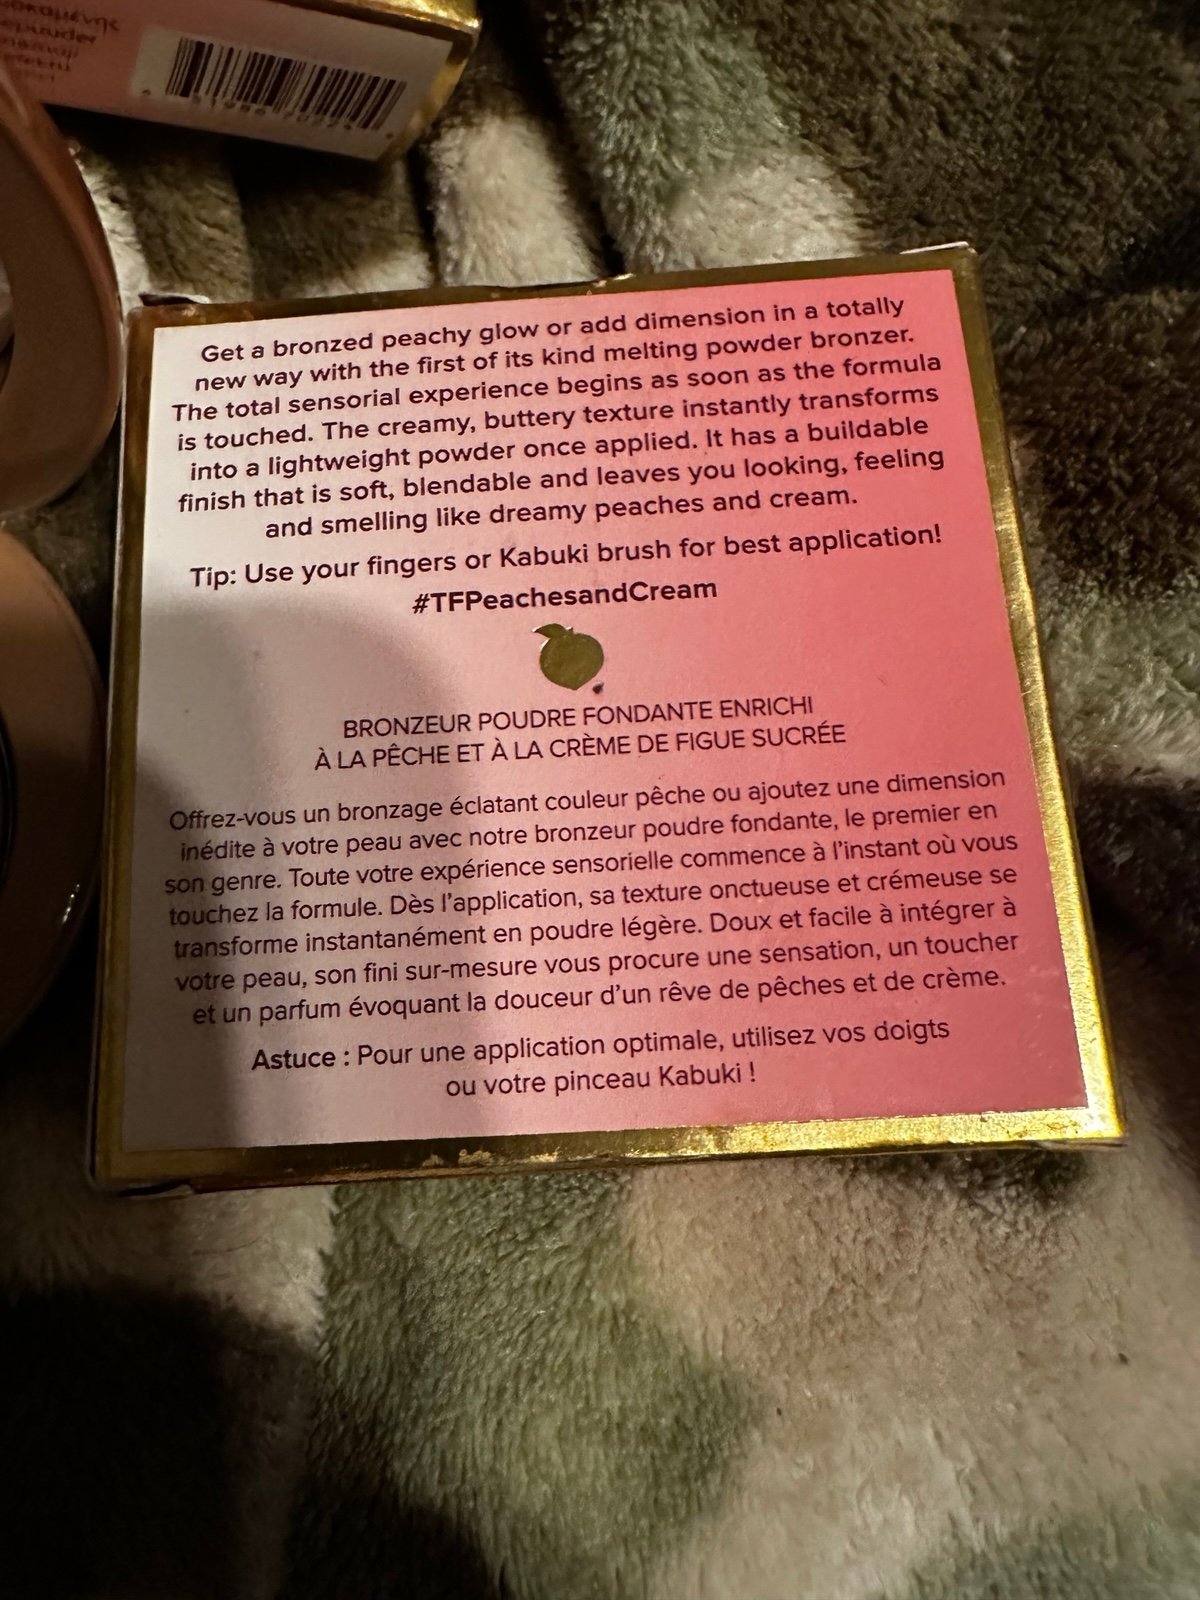 Get a bronzed peachy glow or add dimension in a totally
new way with the first of its kind melting powder bronzer.
The total sensorial experience begins as soon as the formula
is touched. The creamy, buttery texture instantly transforms
into a lightweight powder once applied. It has a buildable
finish that is soft, blendable and leaves you looking, feeling
and smelling like dreamy peaches and cream.
Tip: Use your fingers or Kabuki brush for best application!
#TFPeachesandCream
BRONZEUR POUDRE FONDANTE ENRICHI
À LA PÊCHE ET À LA CRÈME DE FIGUE SUCRÉE
Offrez-vous un bronzage éclatant couleur pêche ou ajoutez une dimension
inédite à votre peau avec notre bronzeur poudre fondante, le premier en
son genre. Toute votre expérience sensorielle commence à l'instant où vous
touchez la formule. Dès l'application, sa texture onctueuse et crémeuse se
transforme instantanément en poudre légère. Doux et facile à intégrer à
votre peau, son fini sur-mesure vous procure une sensation, un toucher
et un parfum évoquant la douceur d'un rêve de pêches et de crème.
Astuce : Pour une application optimale, utilisez vos doigts
ou votre pinceau Kabuki !